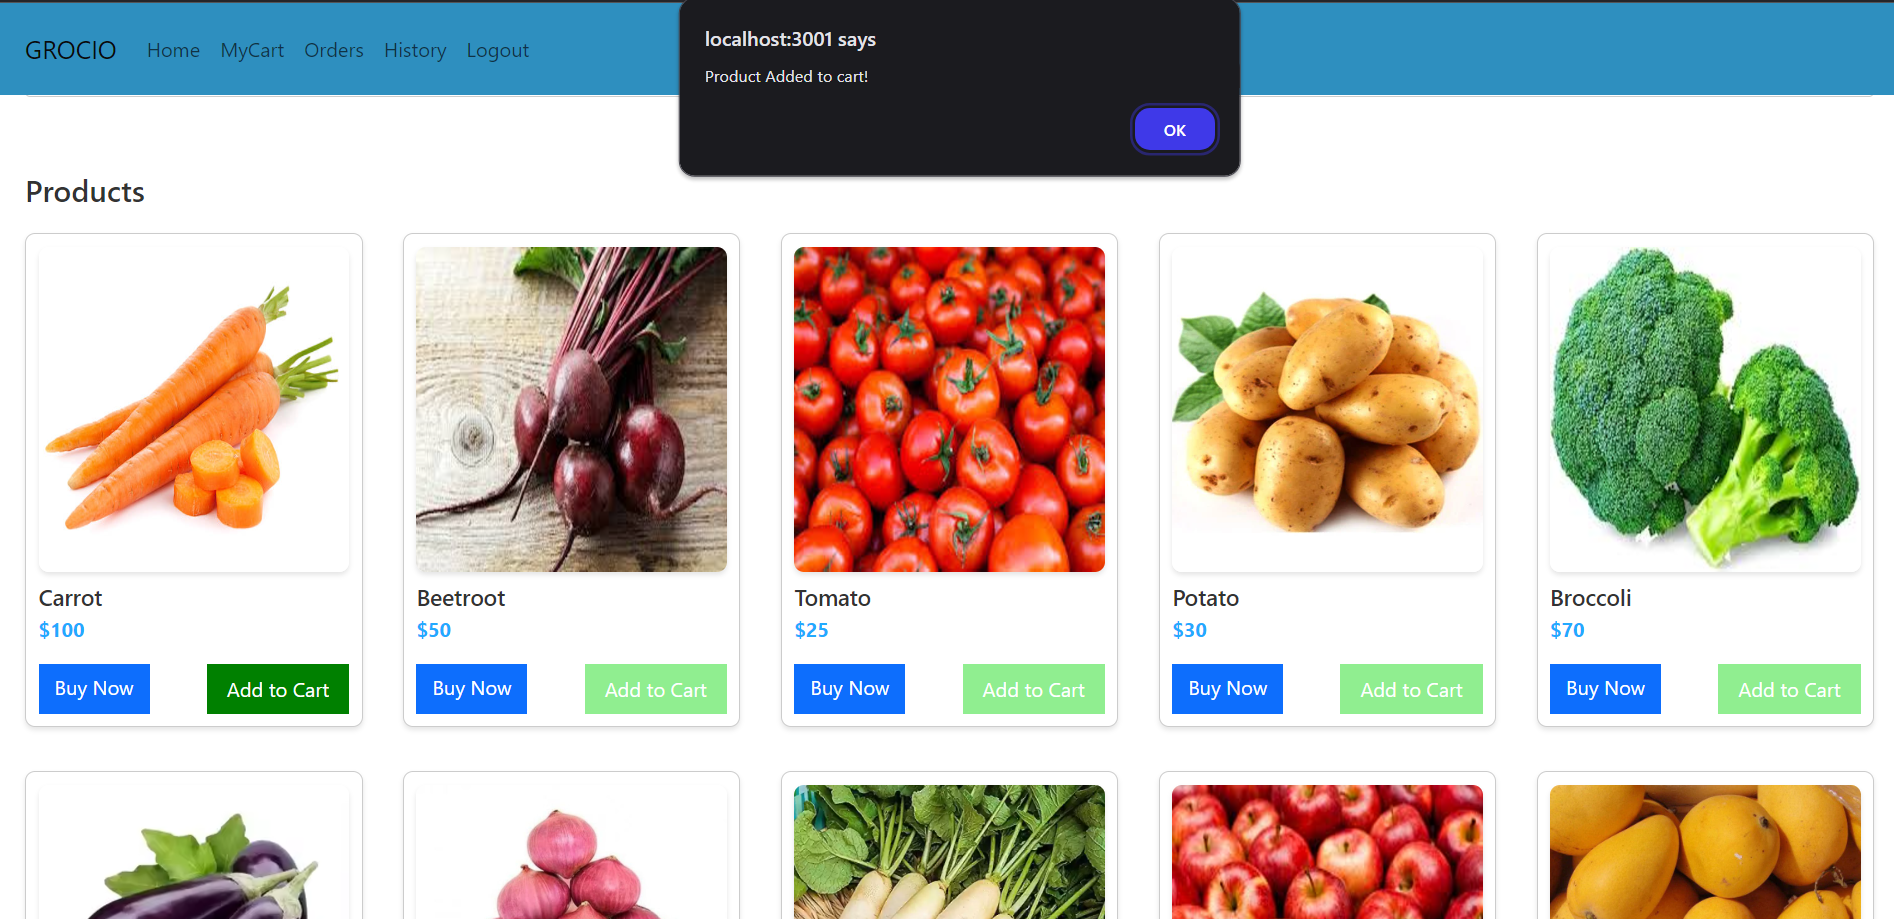 GROCIO Home MyCart Orders History Logout
localhost:3001 says
Product Added to cart!
OK
Products
Carrot
$100
Buy Now Add to Cart
Beetroot
$50
Buy Now Add to Cart
Tomato
$25
Buy Now Add to Cart
Potato
$30
Buy Now Add to Cart
Broccoli
$70
Buy Now Add to Cart